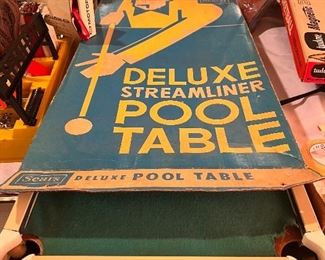 DELUXE
STREAMLINER
POOL
TABLE
Sears
DELUXE POOL TABLE